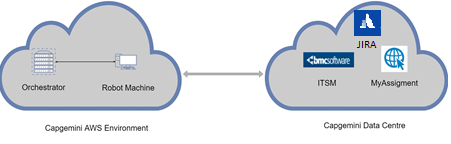 JIRA
bmcsoftware
ITSM
MyAssigment
Orchestrator
Robot Machine
Capgemini AWS Environment
Capgemini Data Centre